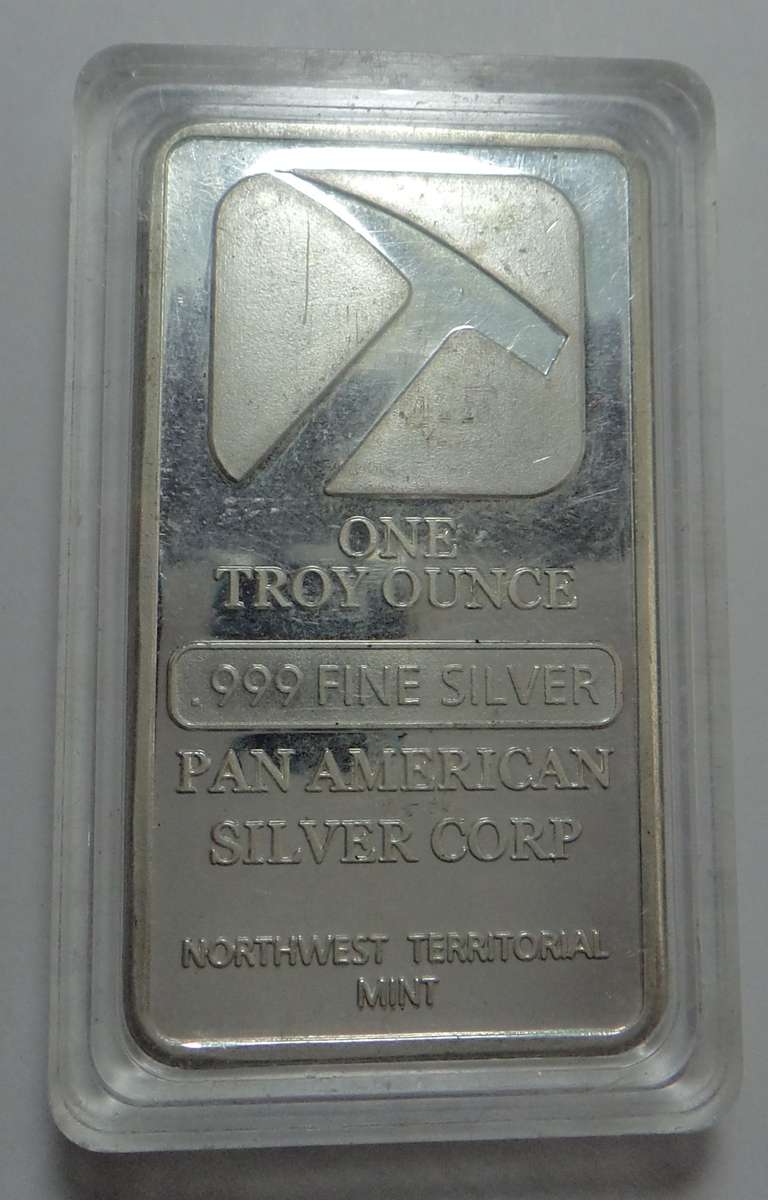 ONE
TROY OUNCE
.999 FINE SILVER
PAN AMERICAN
SILVER CORP
NORTHWEST TERRITORIAL
MINT